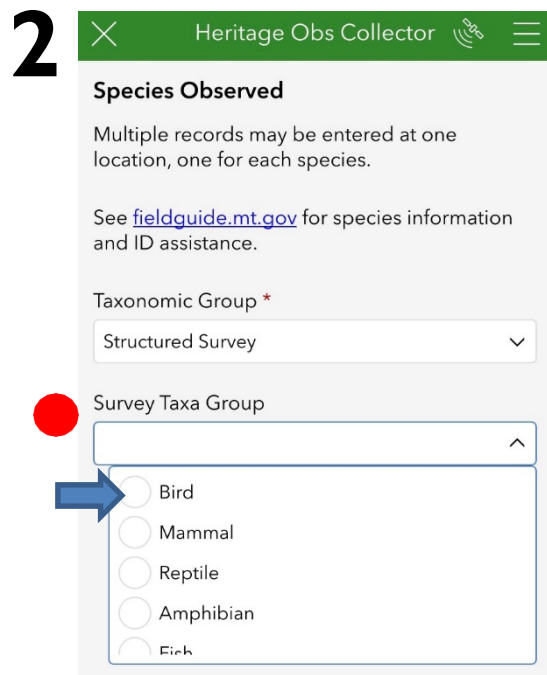 2
Heritage Obs Collector
Species Observed
Multiple records may be entered at one
location, one for each species.
See fieldguide.mt.gov for species information
and ID assistance.
Taxonomic Group *
Structured Survey
Survey Taxa Group
Bird
Mammal
Reptile
Amphibian
Fish